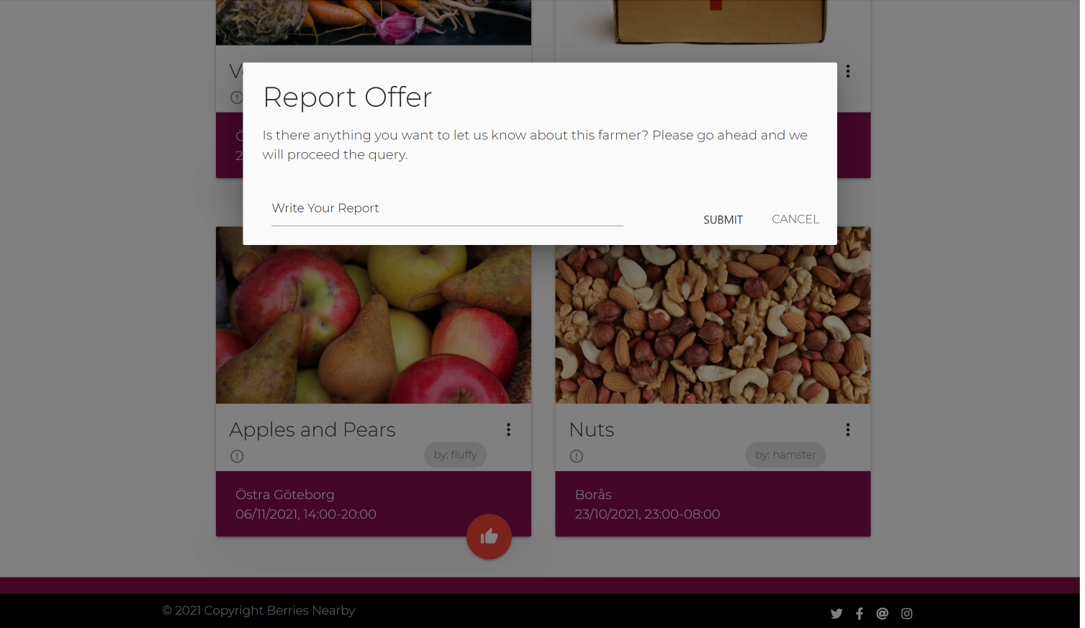 Report Offer
Is there anything you want to let us know about this farmer? Please go ahead and we
will proceed the query.
Write Your Report
SUBMIT
CANCEL
Apples and Pears
by: fluffy
Östra Göteborg
06/11/2021, 14:00-20:00
Nuts
by: hamster
Borås
23/10/2021, 23:00-08:00
© 2021 Copyright Berries Nearby